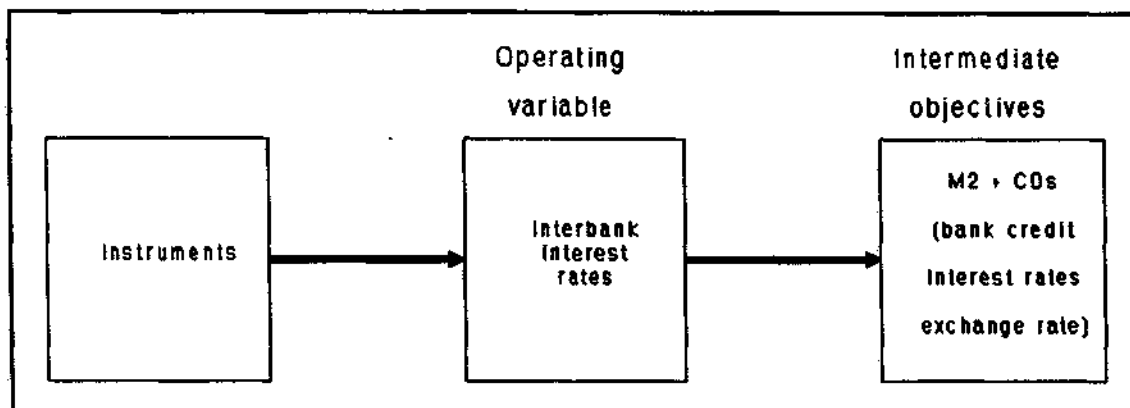 Operating
variable
Intermediate
objectives
Instruments
Interbank
interest
rates
M2 + CDs
(bank credit
interest rates
exchange rate)